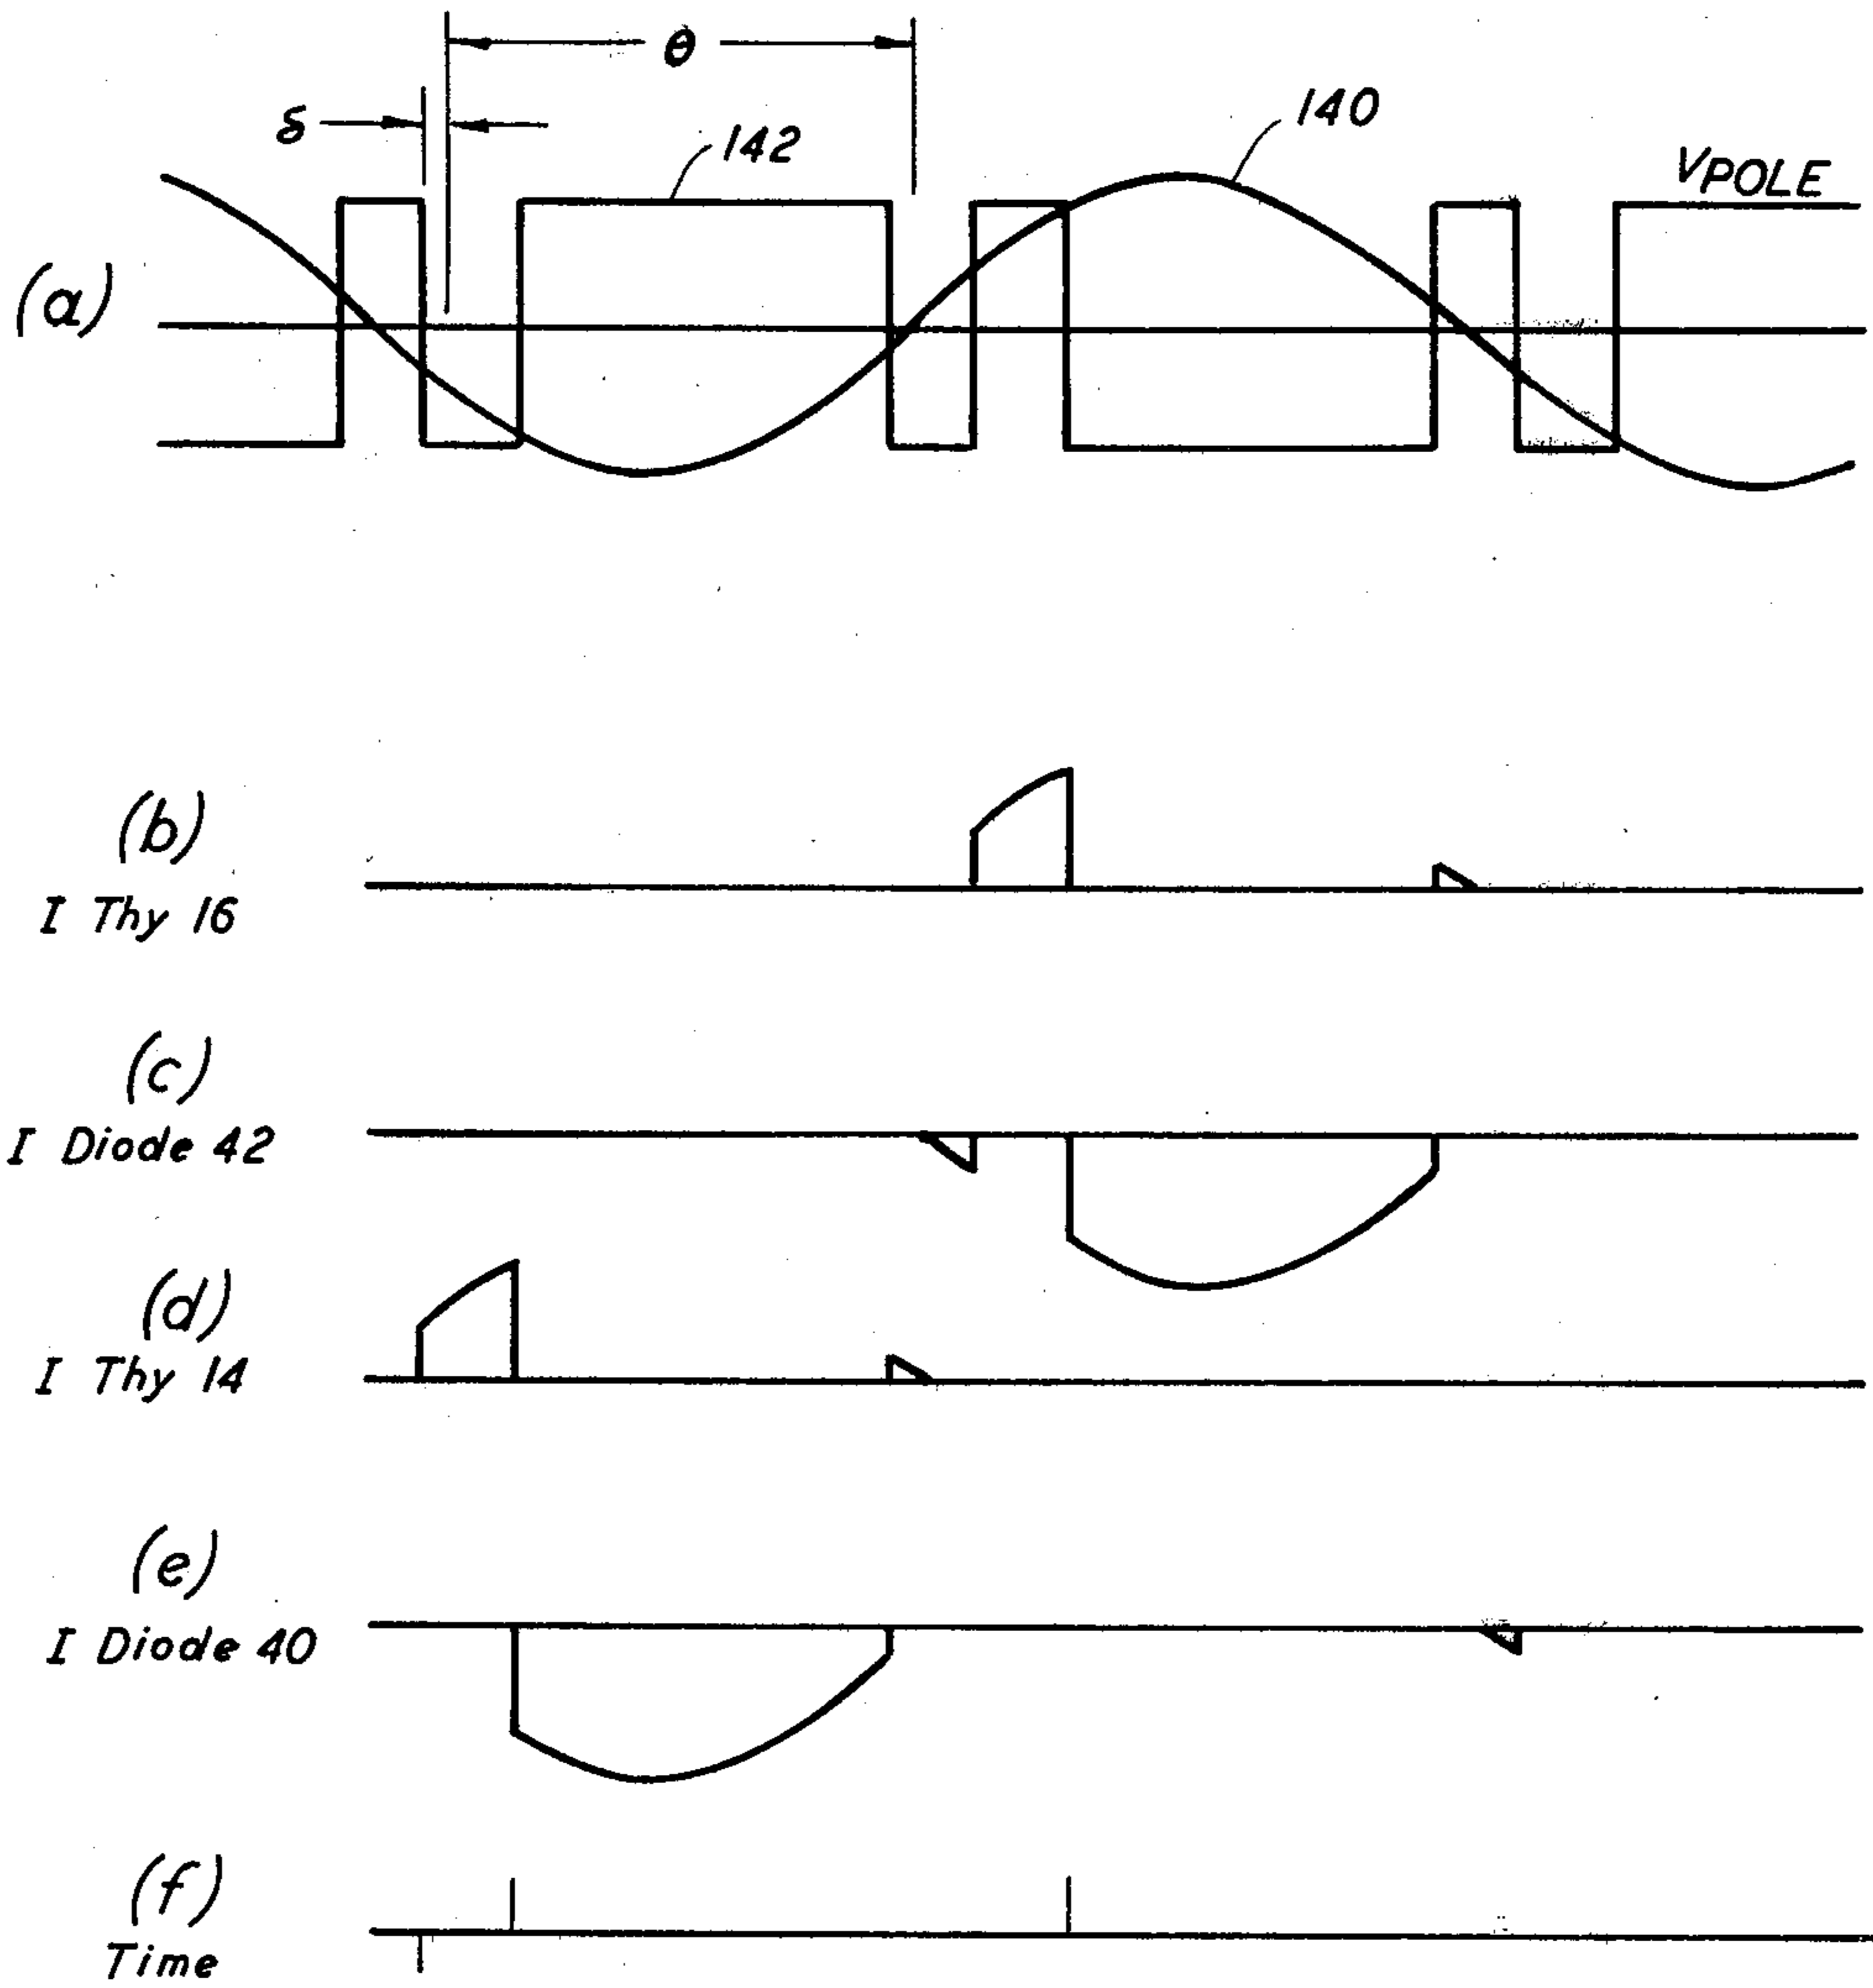 θ
δ
142
140
VPOLE
(a)
(b)
I Thy 16
(c)
I Diode 42
(d)
I Thy 14
(e)
I Diode 40
(f)
Time